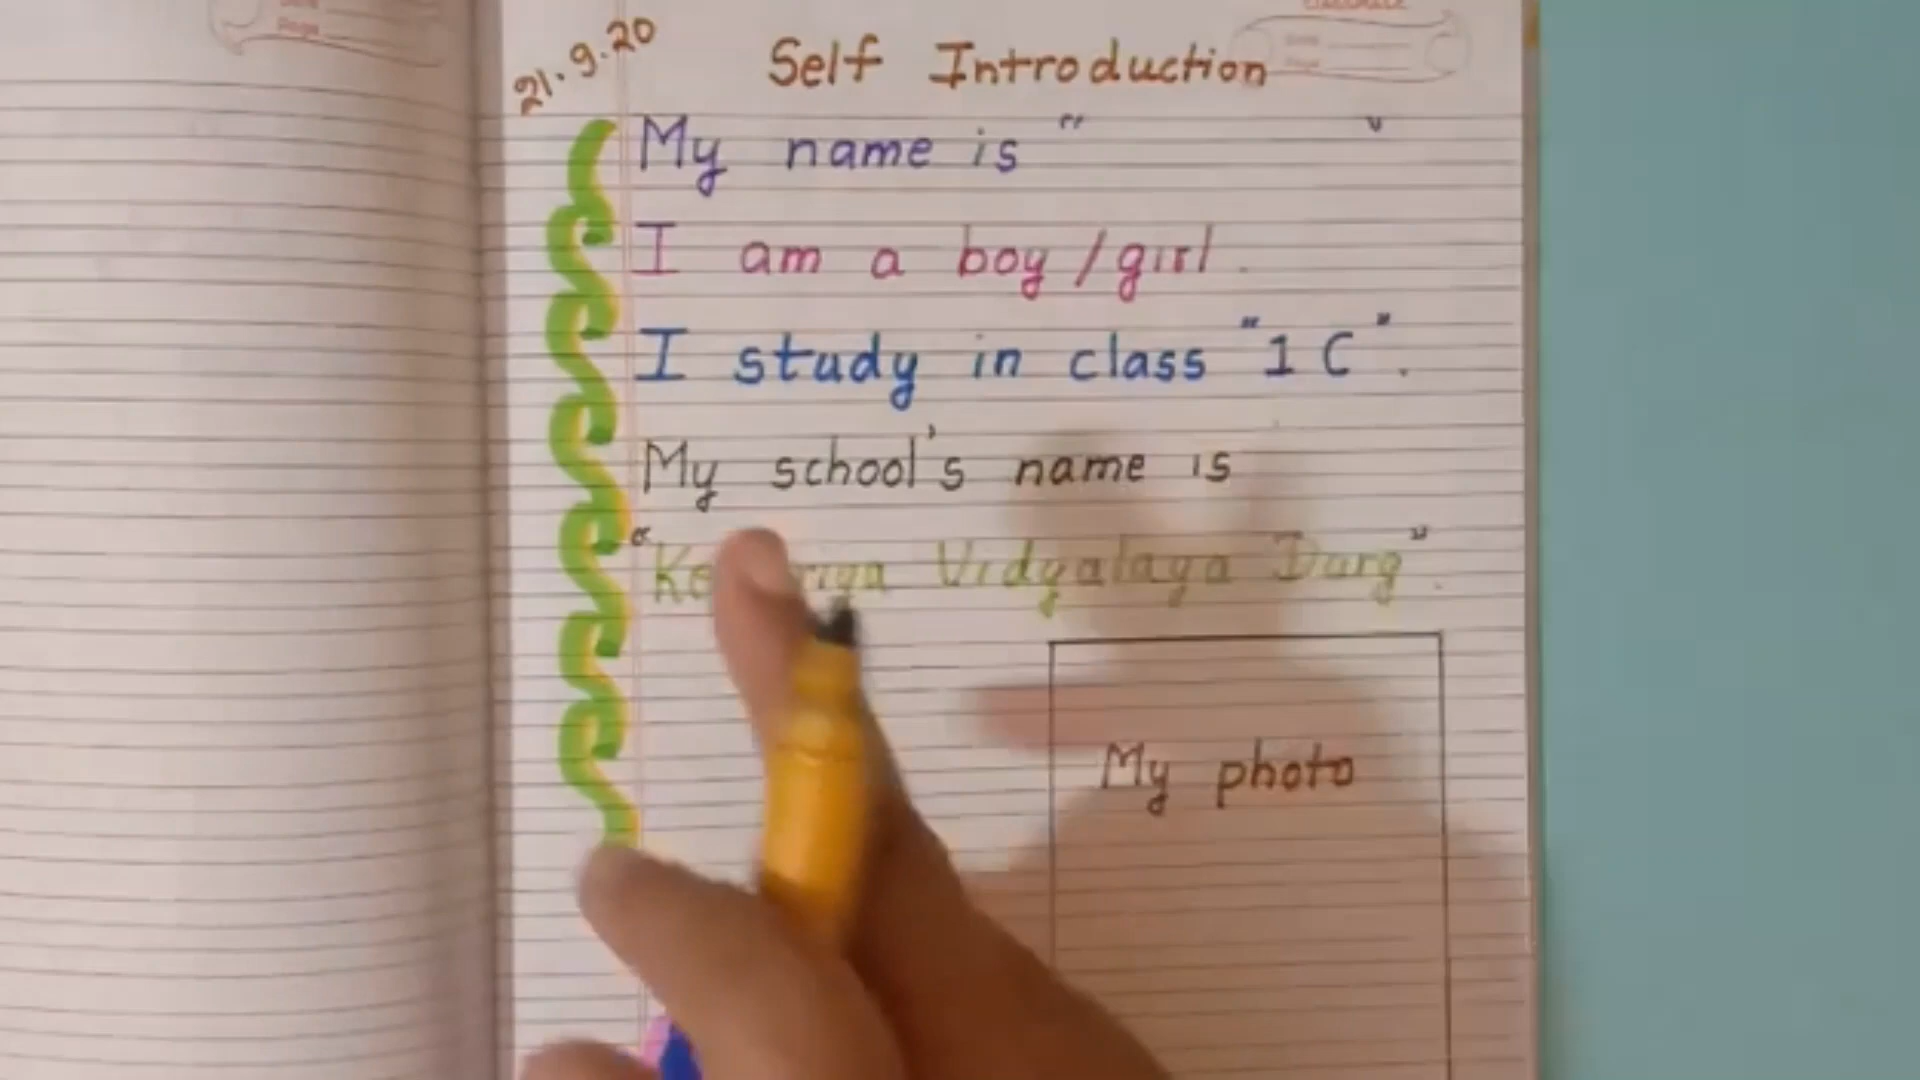 21.9.20
Self Introduction
My name is " "
I am a boy/girl.
I study in class "1 C".
My school's name is
" Vidyalaya Durg".
My photo